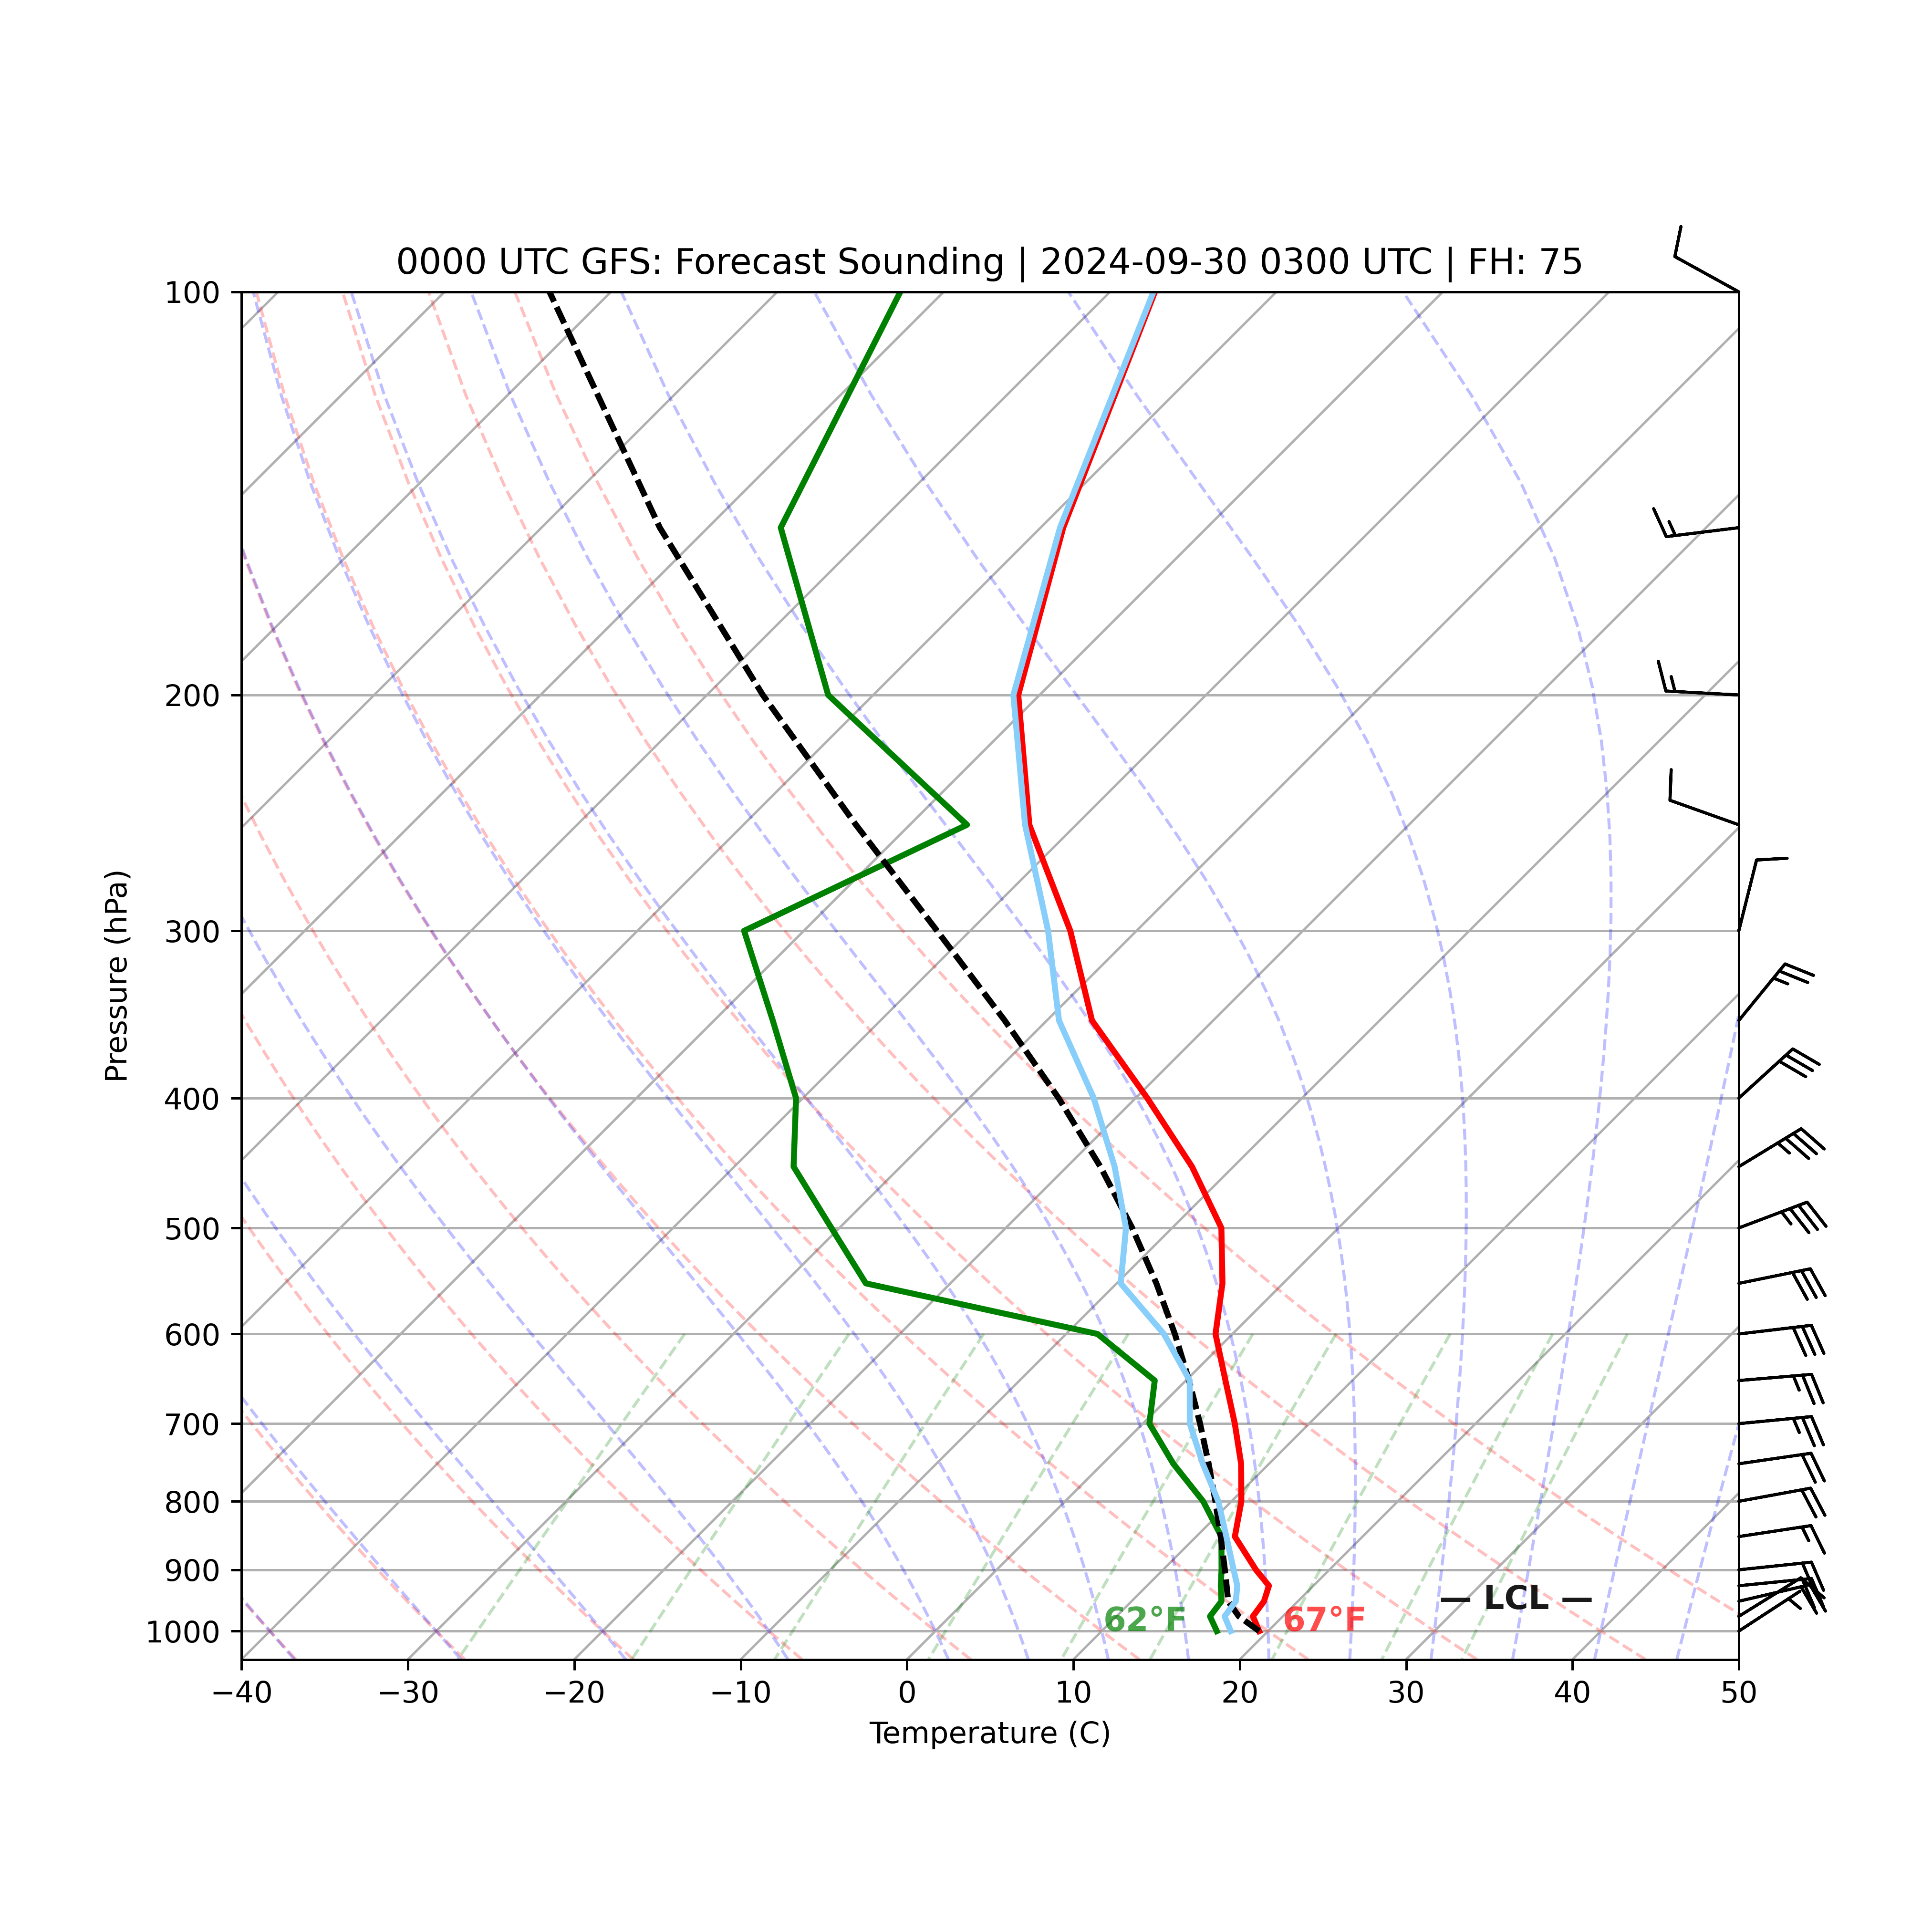 0000 UTC GFS: Forecast Sounding | 2024-09-30 0300 UTC | FH: 75
100
200
300
400
500
600
700
800
900
1000
Pressure (hPa)
— LCL —
62°F
67°F
−40 −30 −20 −10 0 10 20 30 40 50
Temperature (C)